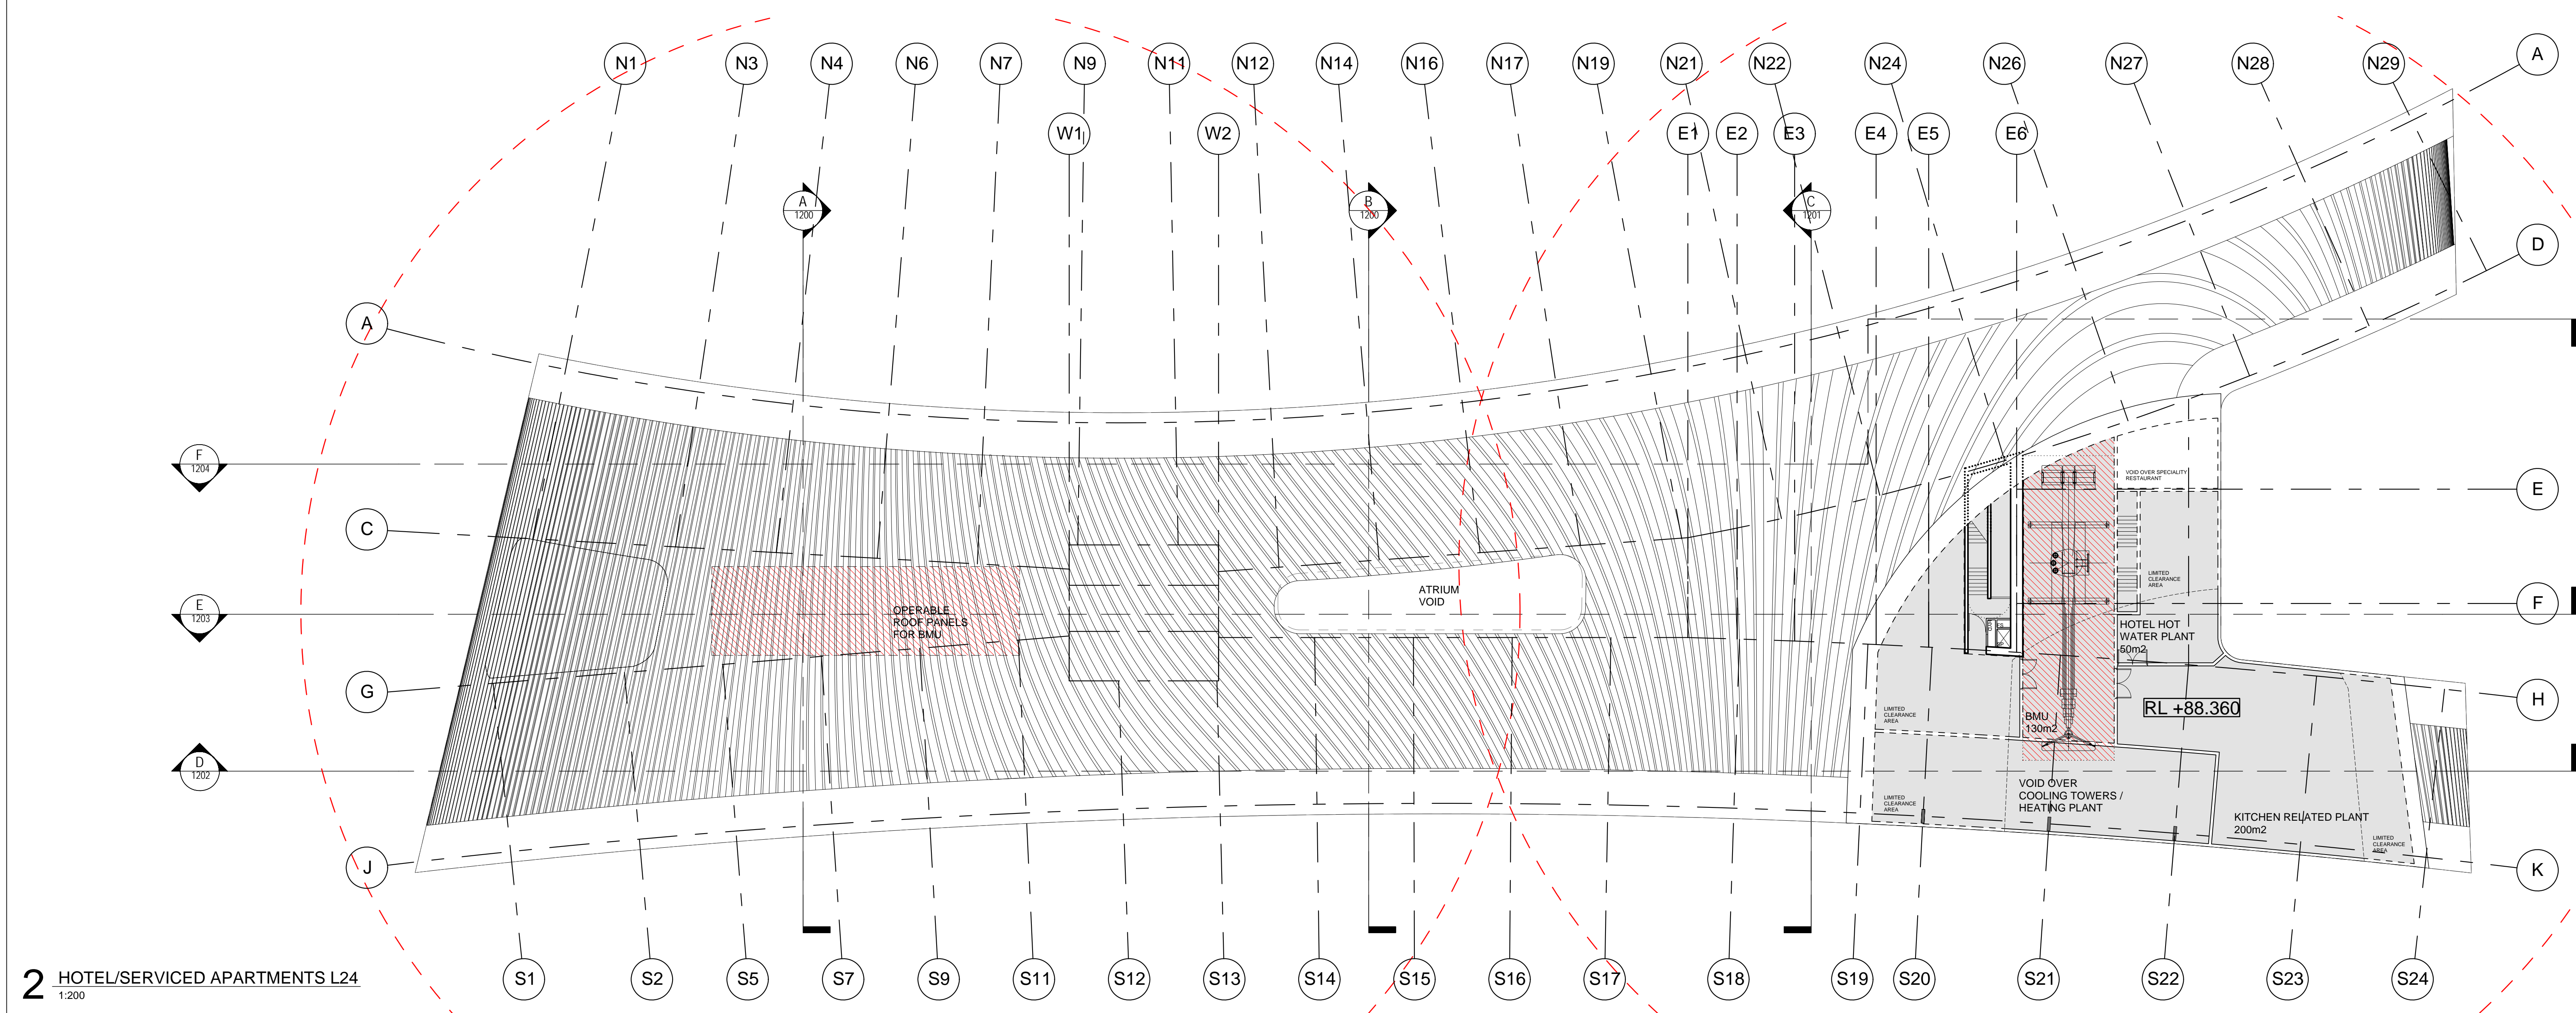 N1 N3 N4 N6 N7 N9 N11 N12 N14 N16 N17 N19 N21 N22 N24 N26 N27 N28 N29 A
W1 W2 E1 E2 E3 E4 E5 E6
A
1200
B
1200
C
1201
D
A
F
1204
C
E
1203
G
D
1202
J
E
F
H
K
VOID OVER SPECIALITY
RESTAURANT
LIMITED
CLEARANCE
AREA
OPERABLE
ROOF PANELS
FOR BMU
ATRIUM
VOID
HOTEL HOT
WATER PLANT
50m2
RL +88.360
LIMITED
CLEARANCE
AREA
BMU
130m2
VOID OVER
COOLING TOWERS /
HEATING PLANT
LIMITED
CLEARANCE
AREA
KITCHEN RELATED PLANT
200m2
LIMITED
CLEARANCE
AREA
S1 S2 S5 S7 S9 S11 S12 S13 S14 S15 S16 S17 S18 S19 S20 S21 S22 S23 S24
2 HOTEL/SERVICED APARTMENTS L24
1:200